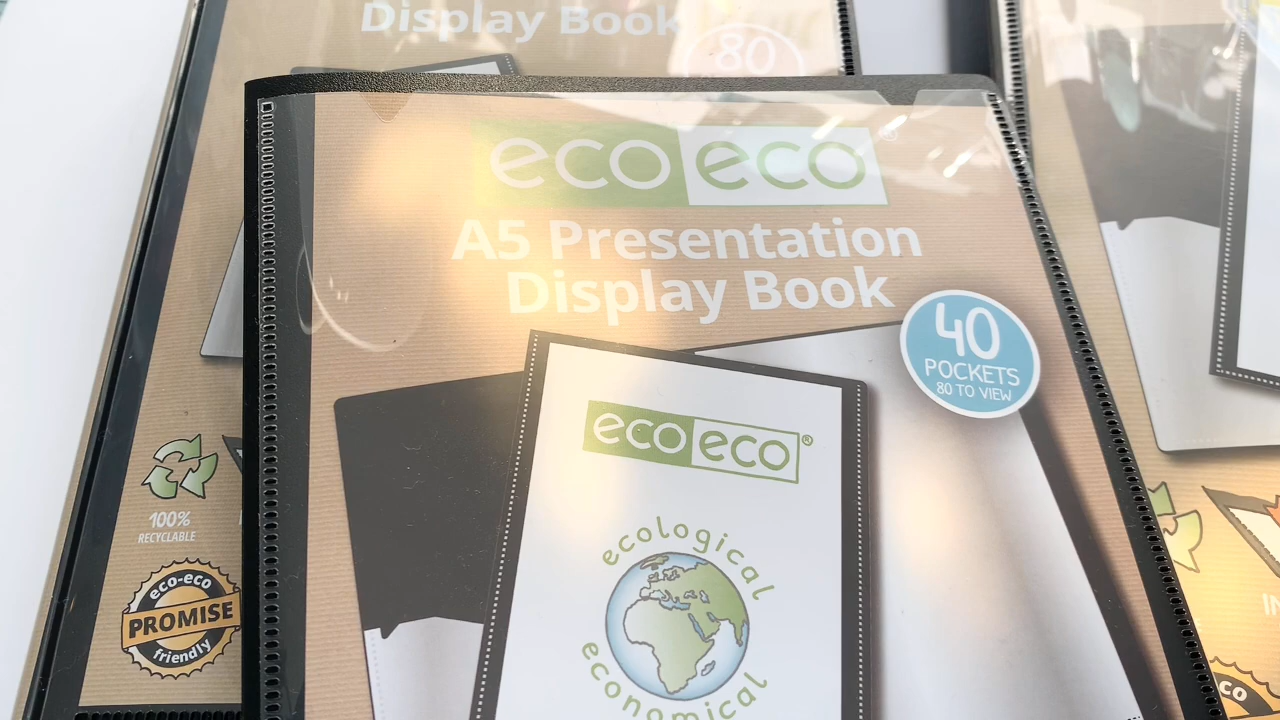 Display Book
80
eco eco
A5 Presentation
Display Book
40
POCKETS
80 TO VIEW
eco eco®
ecological
economical
100%
RECYCLABLE
eco-eco
PROMISE
friendly
co